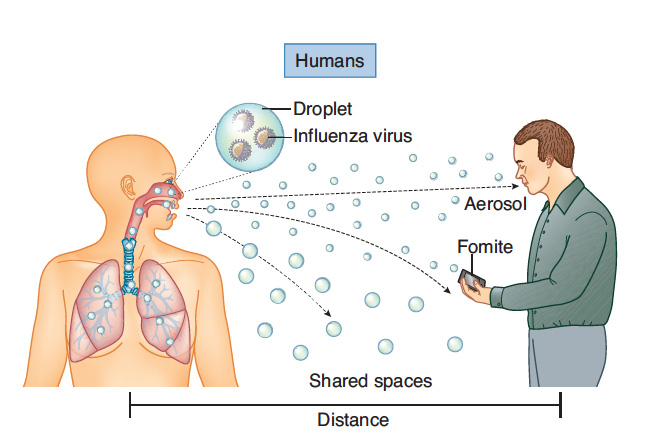 Humans
Droplet
Influenza virus
Aerosol
Fomite
Shared spaces
Distance